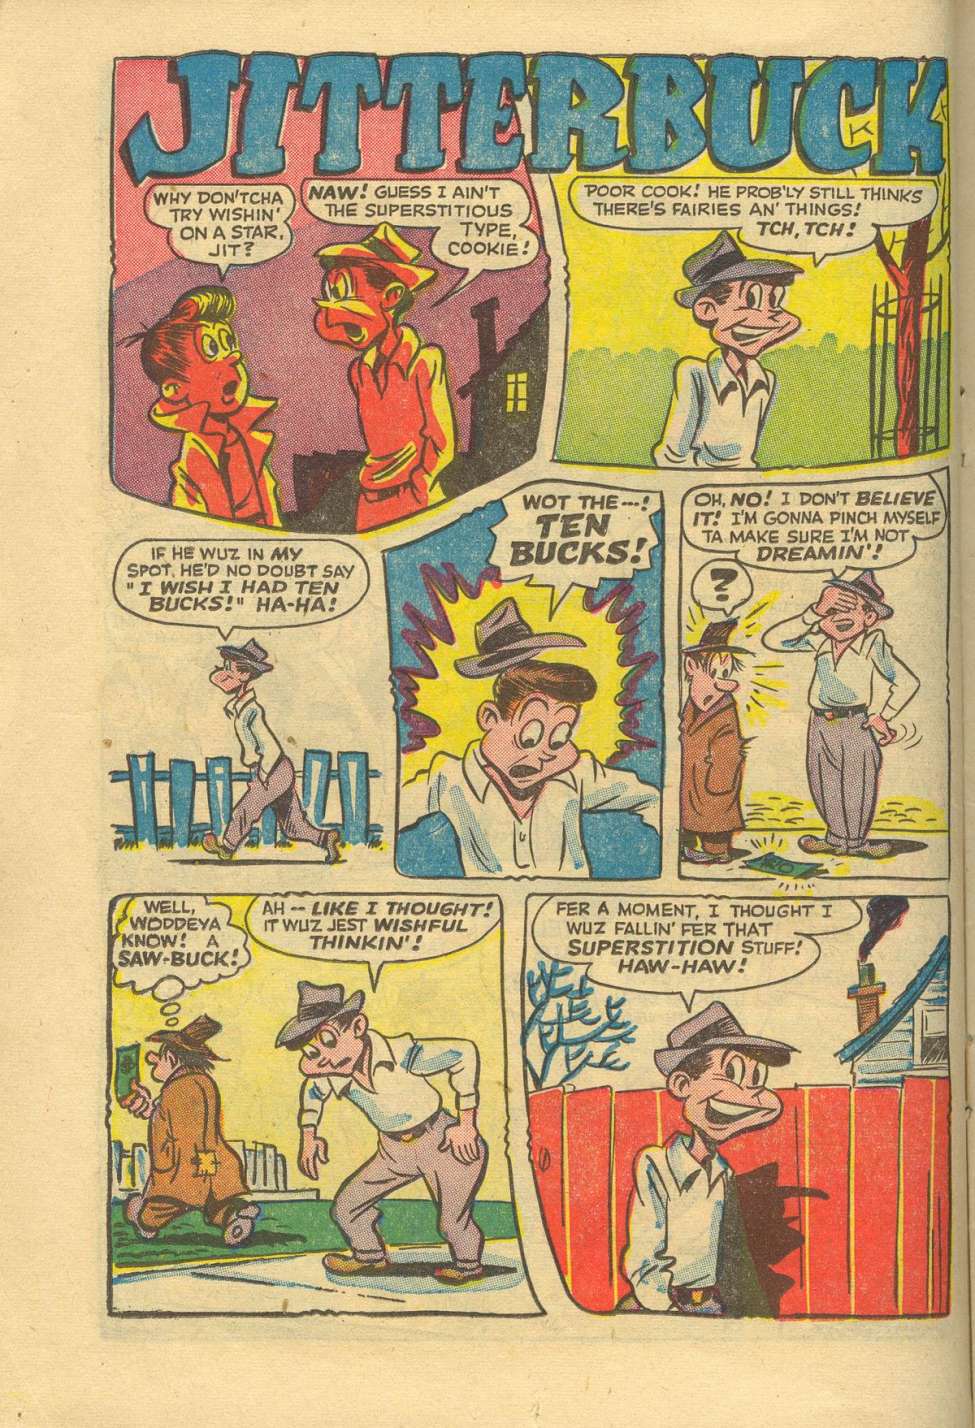 JITTERBUCK
WHY DON'TCHA
TRY WISHIN'
ON A STAR,
JIT?
NAW! GUESS I AIN'T
THE SUPERSTITIOUS
TYPE,
COOKIE!
POOR COOK! HE PROB'LY STILL THINKS
THERE'S FAIRIES AN' THINGS!
TCH, TCH!
IF HE WUZ IN MY
SPOT, HE'D NO DOUBT SAY
"I WISH I HAD TEN
BUCKS!" HA-HA!
WOT THE ---!
TEN
BUCKS!
OH, NO! I DON'T BELIEVE
IT! I'M GONNA PINCH MYSELF
TA MAKE SURE I'M NOT
DREAMIN'!
?
10
WELL,
WODDEYA
KNOW! A
SAW-BUCK!
AH -- LIKE I THOUGHT!
IT WUZ JEST WISHFUL
THINKIN'!
FER A MOMENT, I THOUGHT I
WUZ FALLIN' FER THAT
SUPERSTITION STUFF!
HAW-HAW!